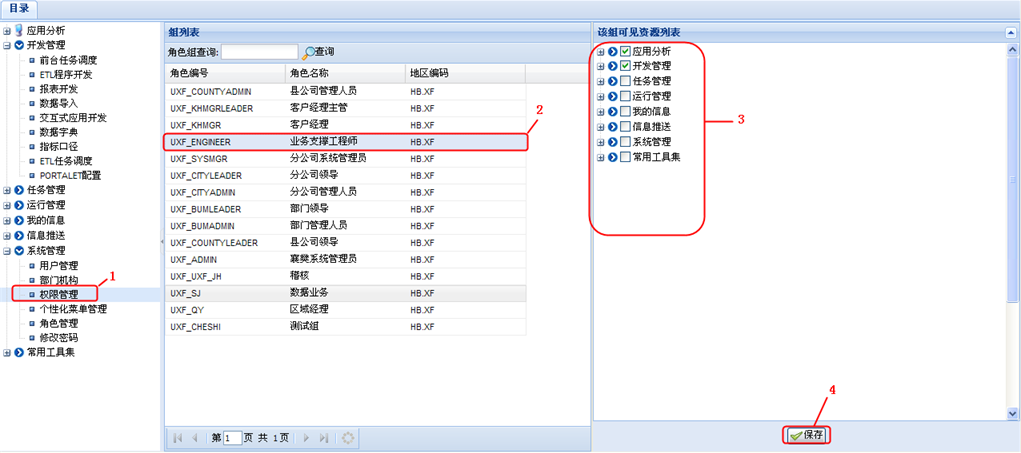 目录
应用分析
开发管理
前台任务调度
ETL程序开发
报表开发
数据导入
交互式应用开发
数据字典
指标口径
ETL任务调度
PORTALET配置
任务管理
运行管理
我的信息
信息推送
系统管理
用户管理
部门机构
权限管理
个性化菜单管理
角色管理
修改密码
常用工具集
1
组列表
角色组查询: 查询
角色编号 角色名称 地区编码
UXF_COUNTYADMIN 县公司管理人员 HB.XF
UXF_KHMGRLEADER 客户经理主管 HB.XF
UXF_KHMGR 客户经理 HB.XF
UXF_ENGINEER 业务支撑工程师 HB.XF
UXF_SYSMGR 分公司系统管理员 HB.XF
UXF_CITYLEADER 分公司领导 HB.XF
UXF_CITYADMIN 分公司管理人员 HB.XF
UXF_BUMLEADER 部门领导 HB.XF
UXF_BUMADMIN 部门管理人员 HB.XF
UXF_COUNTYLEADER 县公司领导 HB.XF
UXF_ADMIN 襄樊系统管理员 HB.XF
UXF_UXF_JH 稽核 HB.XF
UXF_SJ 数据业务 HB.XF
UXF_QY 区域经理 HB.XF
UXF_CHESHI 测试组 HB.XF
2
第 1 页 共 1页
该组可见资源列表
应用分析
开发管理
任务管理
运行管理
我的信息
信息推送
系统管理
常用工具集
3
4
保存